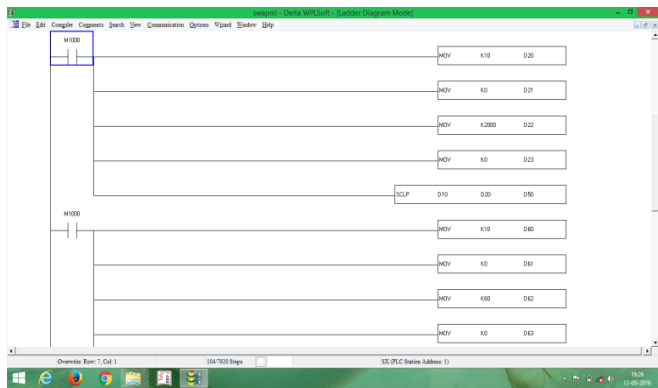 swapnil - Delta WPLSoft - [Ladder Diagram Mode]
File Edit Compiler Comments Search View Communication Options Wizard Window Help
M1000
MOV K10 D20
MOV K0 D21
MOV K2000 D22
MOV K0 D23
SCLP D10 D20 D50
M1000
MOV K10 D60
MOV K0 D61
MOV K60 D62
MOV K0 D63
Overwrite Row: 7, Col: 1 104/7920 Steps SX (PLC Station Address: 1)
19:26
13-05-2016